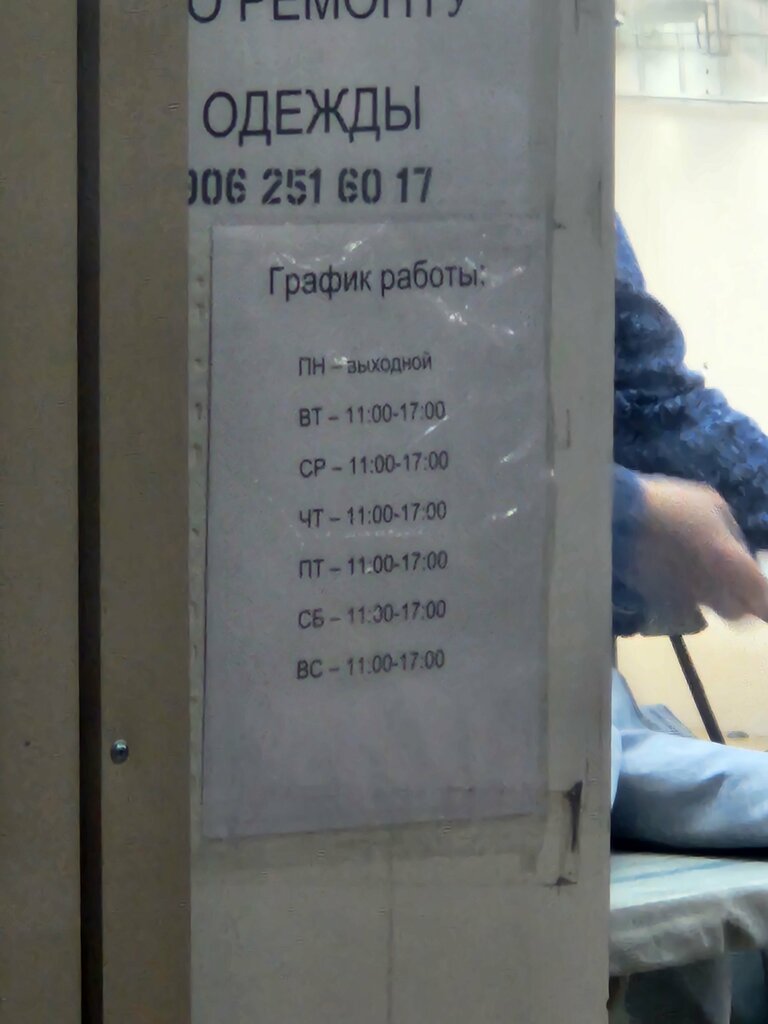 О РЕМОНТУ
ОДЕЖДЫ
906 251 60 17
График работы:
ПН – выходной
ВТ – 11:00-17:00
СР – 11:00-17:00
ЧТ – 11:00-17:00
ПТ – 11:00-17:00
СБ – 11:00-17:00
ВС – 11:00-17:00